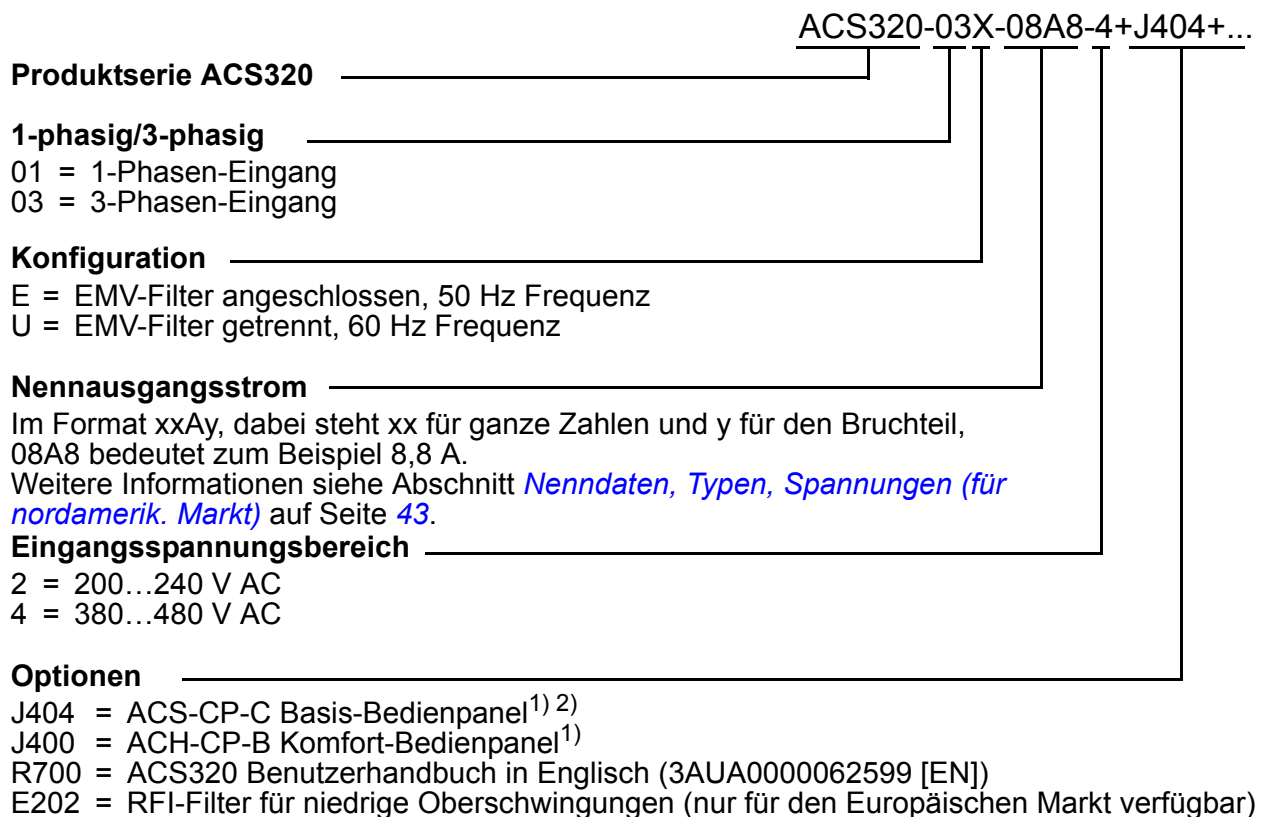 ACS320-03X-08A8-4+J404+...
Produktserie ACS320
1-phasig/3-phasig
01 = 1-Phasen-Eingang
03 = 3-Phasen-Eingang
Konfiguration
E = EMV-Filter angeschlossen, 50 Hz Frequenz
U = EMV-Filter getrennt, 60 Hz Frequenz
Nennausgangsstrom
Im Format xxAy, dabei steht xx für ganze Zahlen und y für den Bruchteil,
08A8 bedeutet zum Beispiel 8,8 A.
Weitere Informationen siehe Abschnitt Nenndaten, Typen, Spannungen (für
nordamerik. Markt) auf Seite 43.
Eingangsspannungsbereich
2 = 200…240 V AC
4 = 380…480 V AC
Optionen
J404 = ACS-CP-C Basis-Bedienpanel1) 2)
J400 = ACH-CP-B Komfort-Bedienpanel1)
R700 = ACS320 Benutzerhandbuch in Englisch (3AUA0000062599 [EN])
E202 = RFI-Filter für niedrige Oberschwingungen (nur für den Europäischen Markt verfügbar)